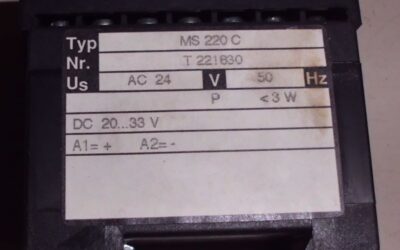 Typ MS 220 C
Nr. T 221630
Us AC 24 V 50 Hz
P < 3 W
DC 20...33 V
A1= + A2= -